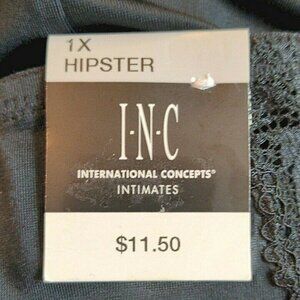 1X
HIPSTER
I·N·C
INTERNATIONAL CONCEPTS®
INTIMATES
$11.50